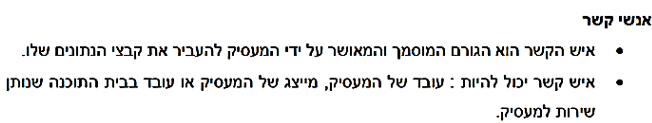 אנשי קשר
• איש הקשר הוא הגורם המוסמך והמאושר על ידי המעסיק להעביר את קבצי הנתונים שלו.
• איש קשר יכול להיות : עובד של המעסיק, מייצג של המעסיק או עובד בבית התוכנה שנותן
שירות למעסיק.